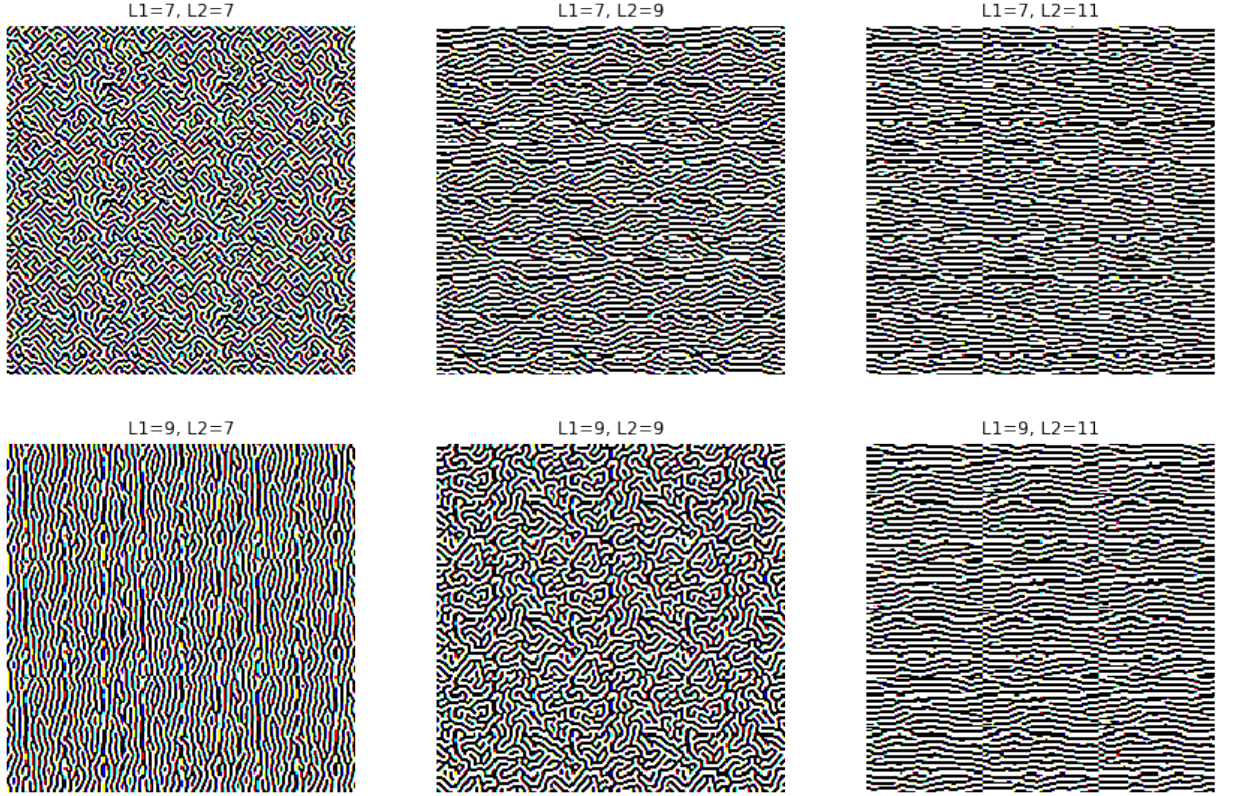 L1=7, L2=7
L1=7, L2=9
L1=7, L2=11
L1=9, L2=7
L1=9, L2=9
L1=9, L2=11